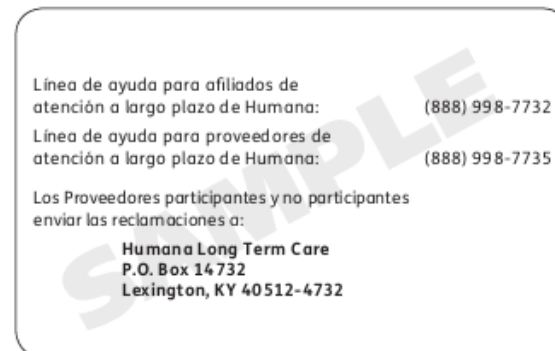 Línea de ayuda para afiliados de
atención a largo plazo de Humana: (888) 998-7732
Línea de ayuda para proveedores de
atención a largo plazo de Humana: (888) 998-7735
Los Proveedores participantes y no participantes
enviar las reclamaciones a:
Humana Long Term Care
P.O. Box 14732
Lexington, KY 40512-4732
SAMPLE